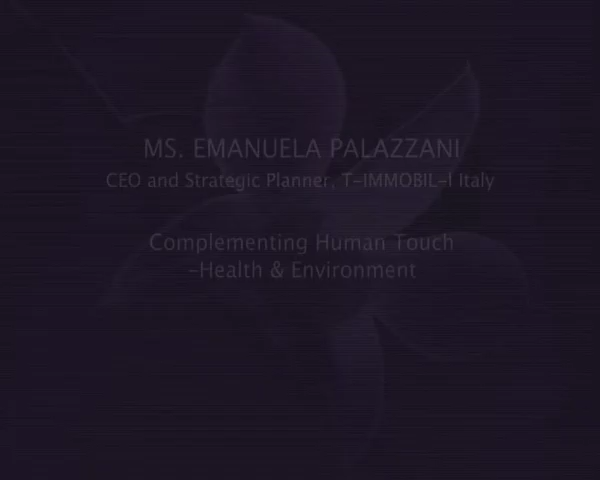 MS. EMANUELA PALAZZANI
CEO and Strategic Planner, T-IMMOBIL-I Italy
Complementing Human Touch
-Health & Environment